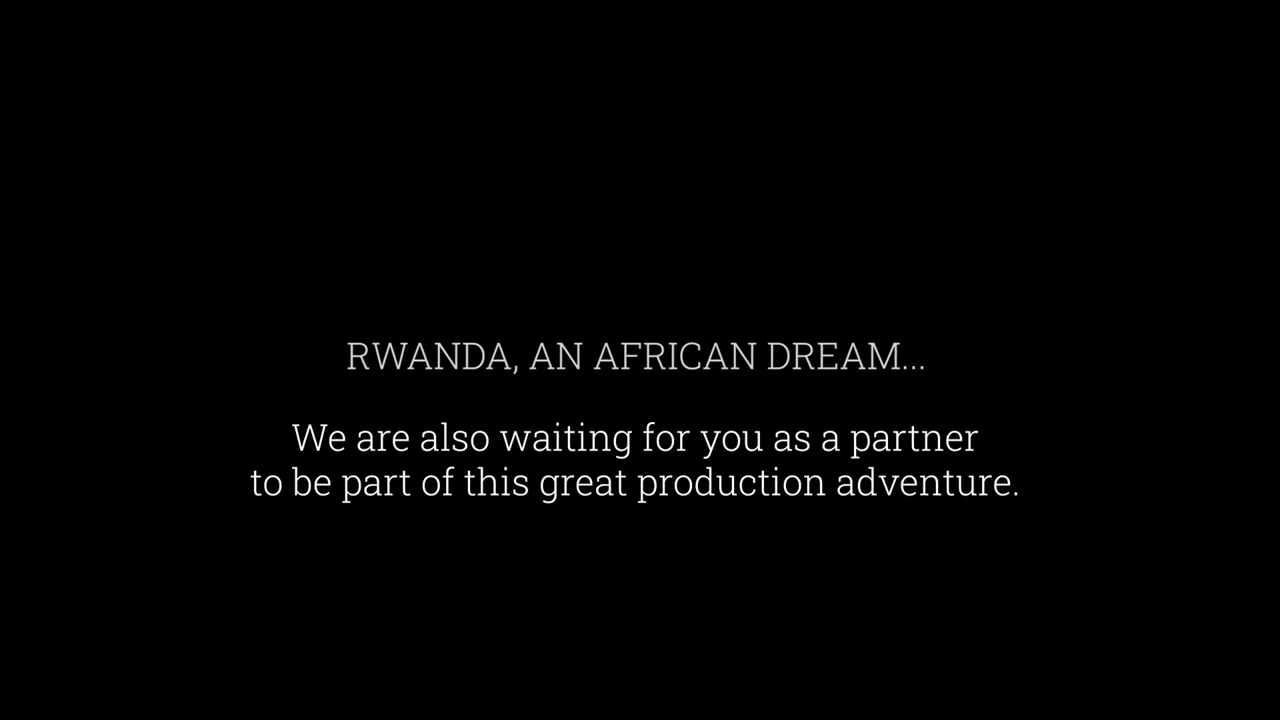 RWANDA, AN AFRICAN DREAM...
We are also waiting for you as a partner
to be part of this great production adventure.